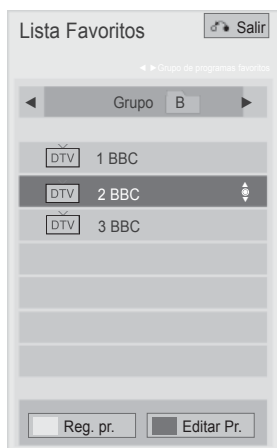 Lista Favoritos
Salir
◄ ►Grupo de programas favoritos
◄ Grupo B ►
DTV 1 BBC
DTV 2 BBC
DTV 3 BBC
Reg. pr. Editar Pr.